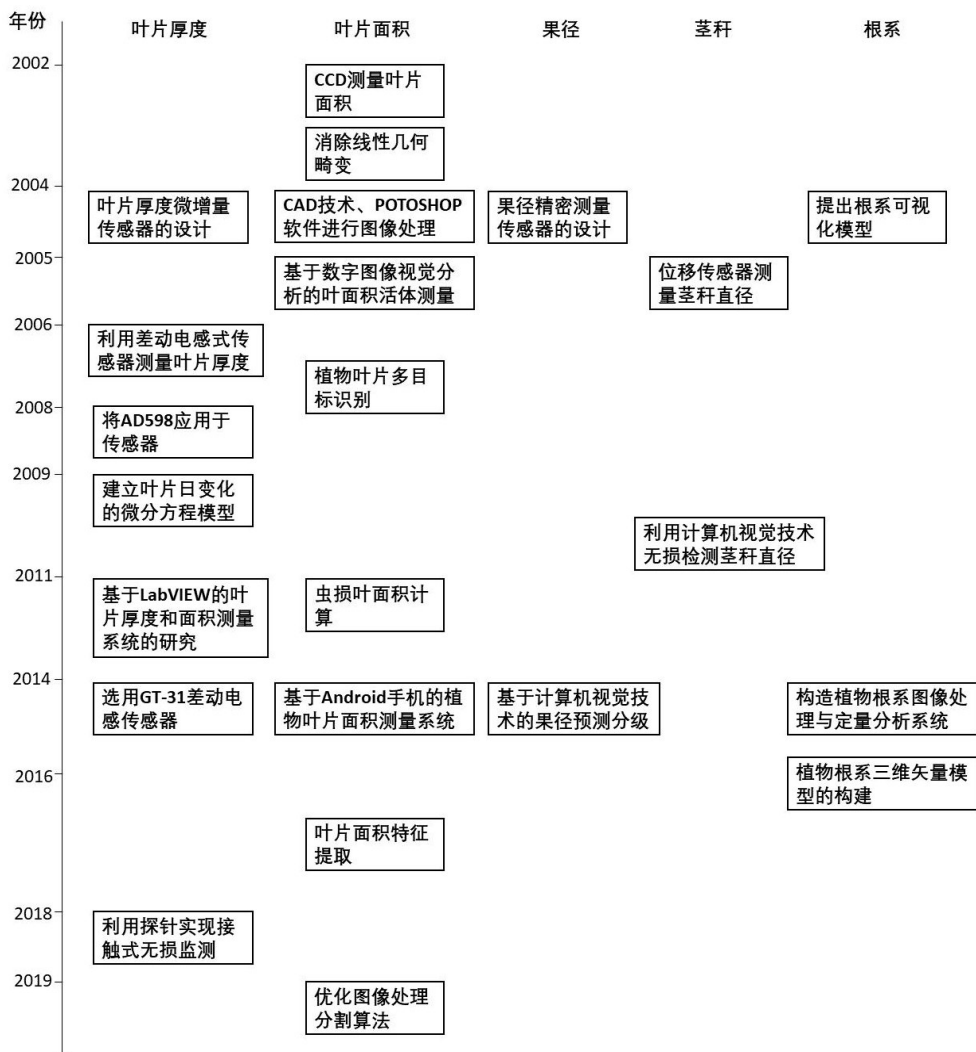 年份
叶片厚度
叶片面积
果径
茎秆
根系
2002
CCD测量叶片
面积
消除线性几何
畸变
2004
叶片厚度微增量
传感器的设计
CAD技术、POTOSHOP
软件进行图像处理
果径精密测量
传感器的设计
提出根系可视
化模型
2005
基于数字图像视觉分
析的叶面积活体测量
位移传感器测
量茎秆直径
2006
利用差动电感式传
感器测量叶片厚度
植物叶片多目
标识别
2008
将AD598应用于
传感器
2009
建立叶片日变化
的微分方程模型
利用计算机视觉技术
无损检测茎秆直径
2011
基于LabVIEW的叶
片厚度和面积测量
系统的研究
虫损叶面积计
算
2014
选用GT-31差动电
感传感器
基于Android手机的植
物叶片面积测量系统
基于计算机视觉技
术的果径预测分级
构造植物根系图像处
理与定量分析系统
2016
植物根系三维矢量模
型的构建
叶片面积特征
提取
2018
利用探针实现接
触式无损监测
2019
优化图像处理
分割算法